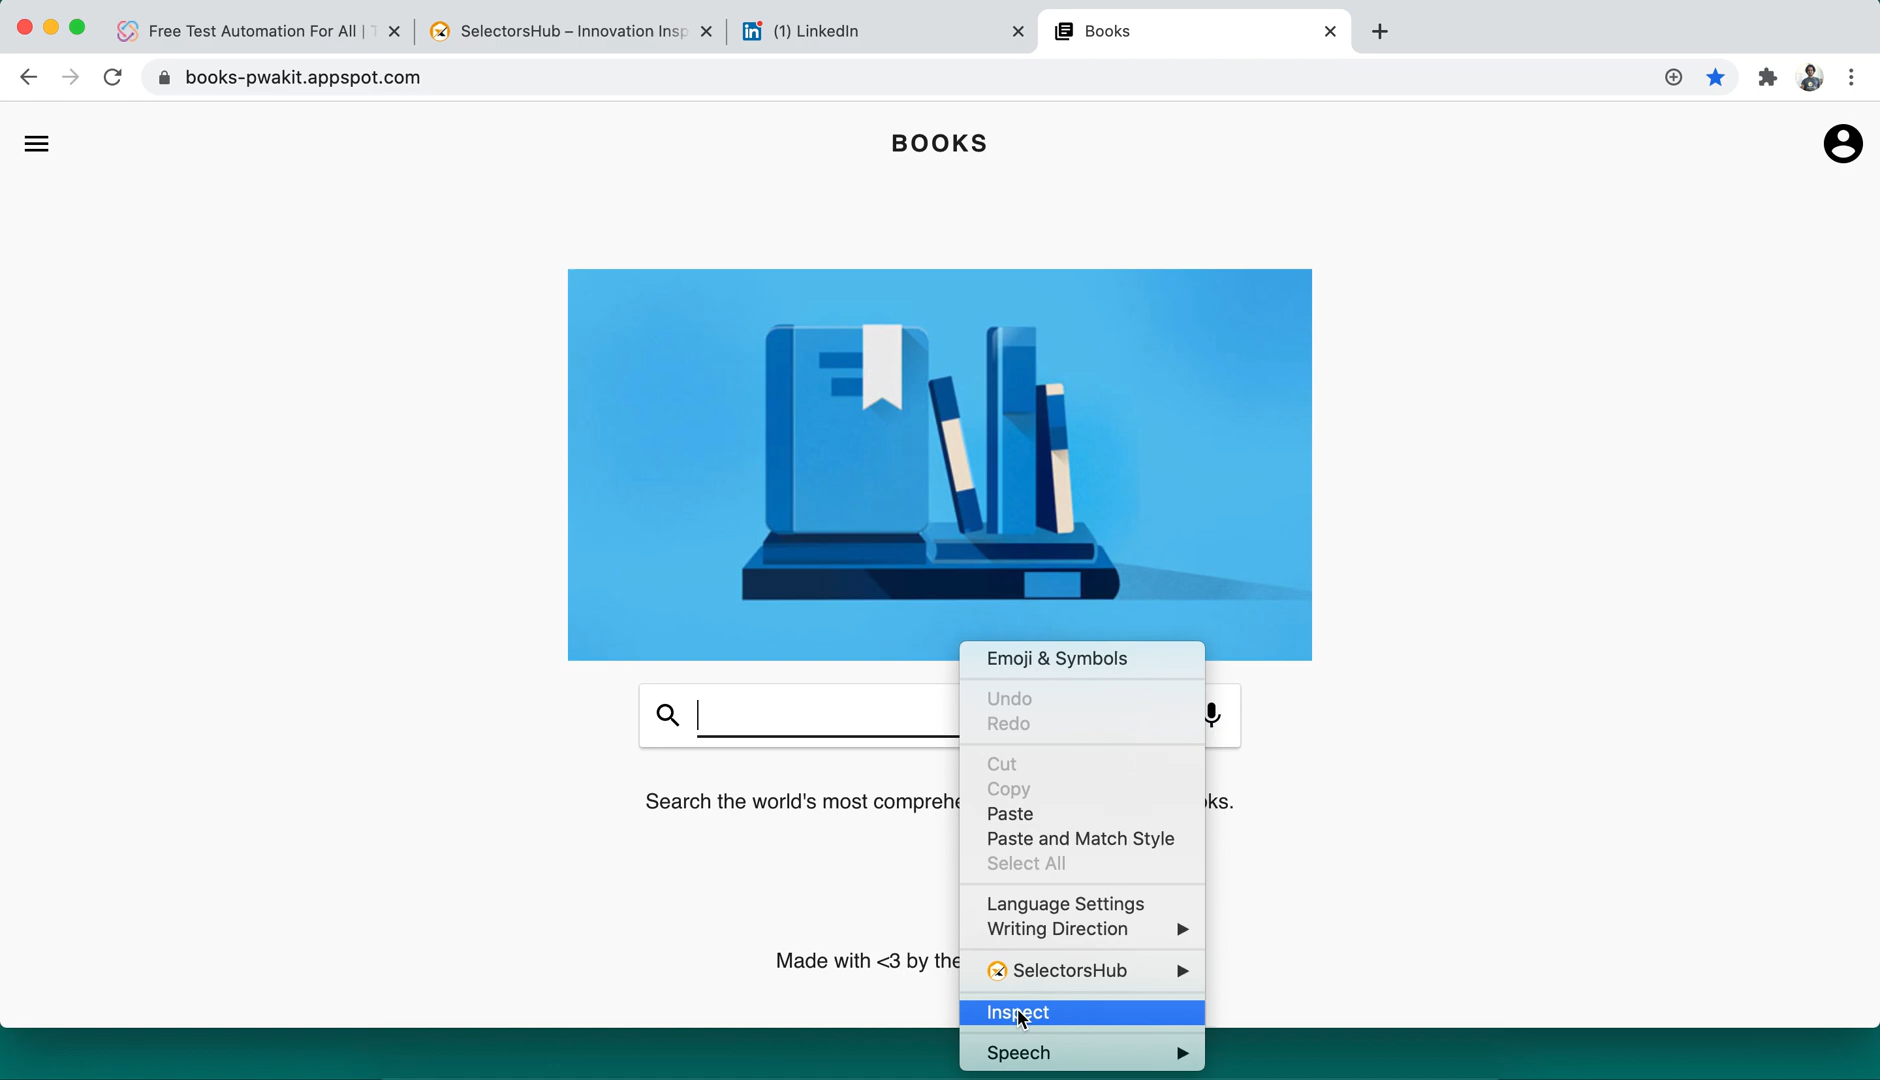 Free Test Automation For All | T
SelectorsHub – Innovation Insp
(1) LinkedIn
Books
books-pwakit.appspot.com
BOOKS
Emoji & Symbols
Undo
Redo
Cut
Copy
Paste
Paste and Match Style
Select All
Language Settings
Writing Direction
SelectorsHub
Inspect
Speech
Search the world's most comprehe ks.
Made with <3 by the